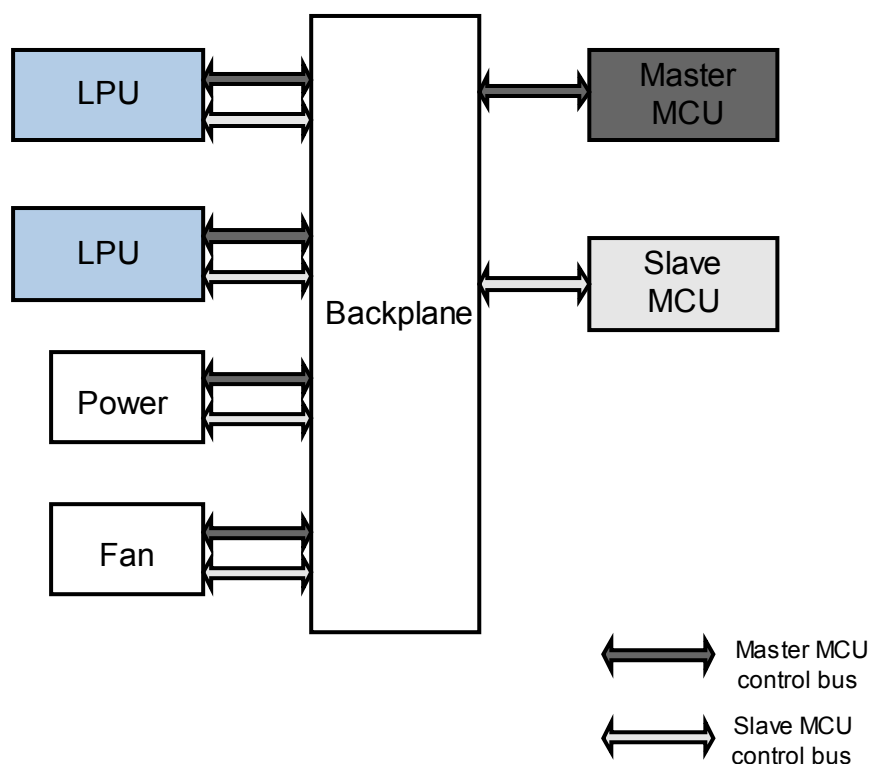 LPU
Master
MCU
LPU
Slave
MCU
Backplane
Power
Fan
Master MCU
control bus
Slave MCU
control bus